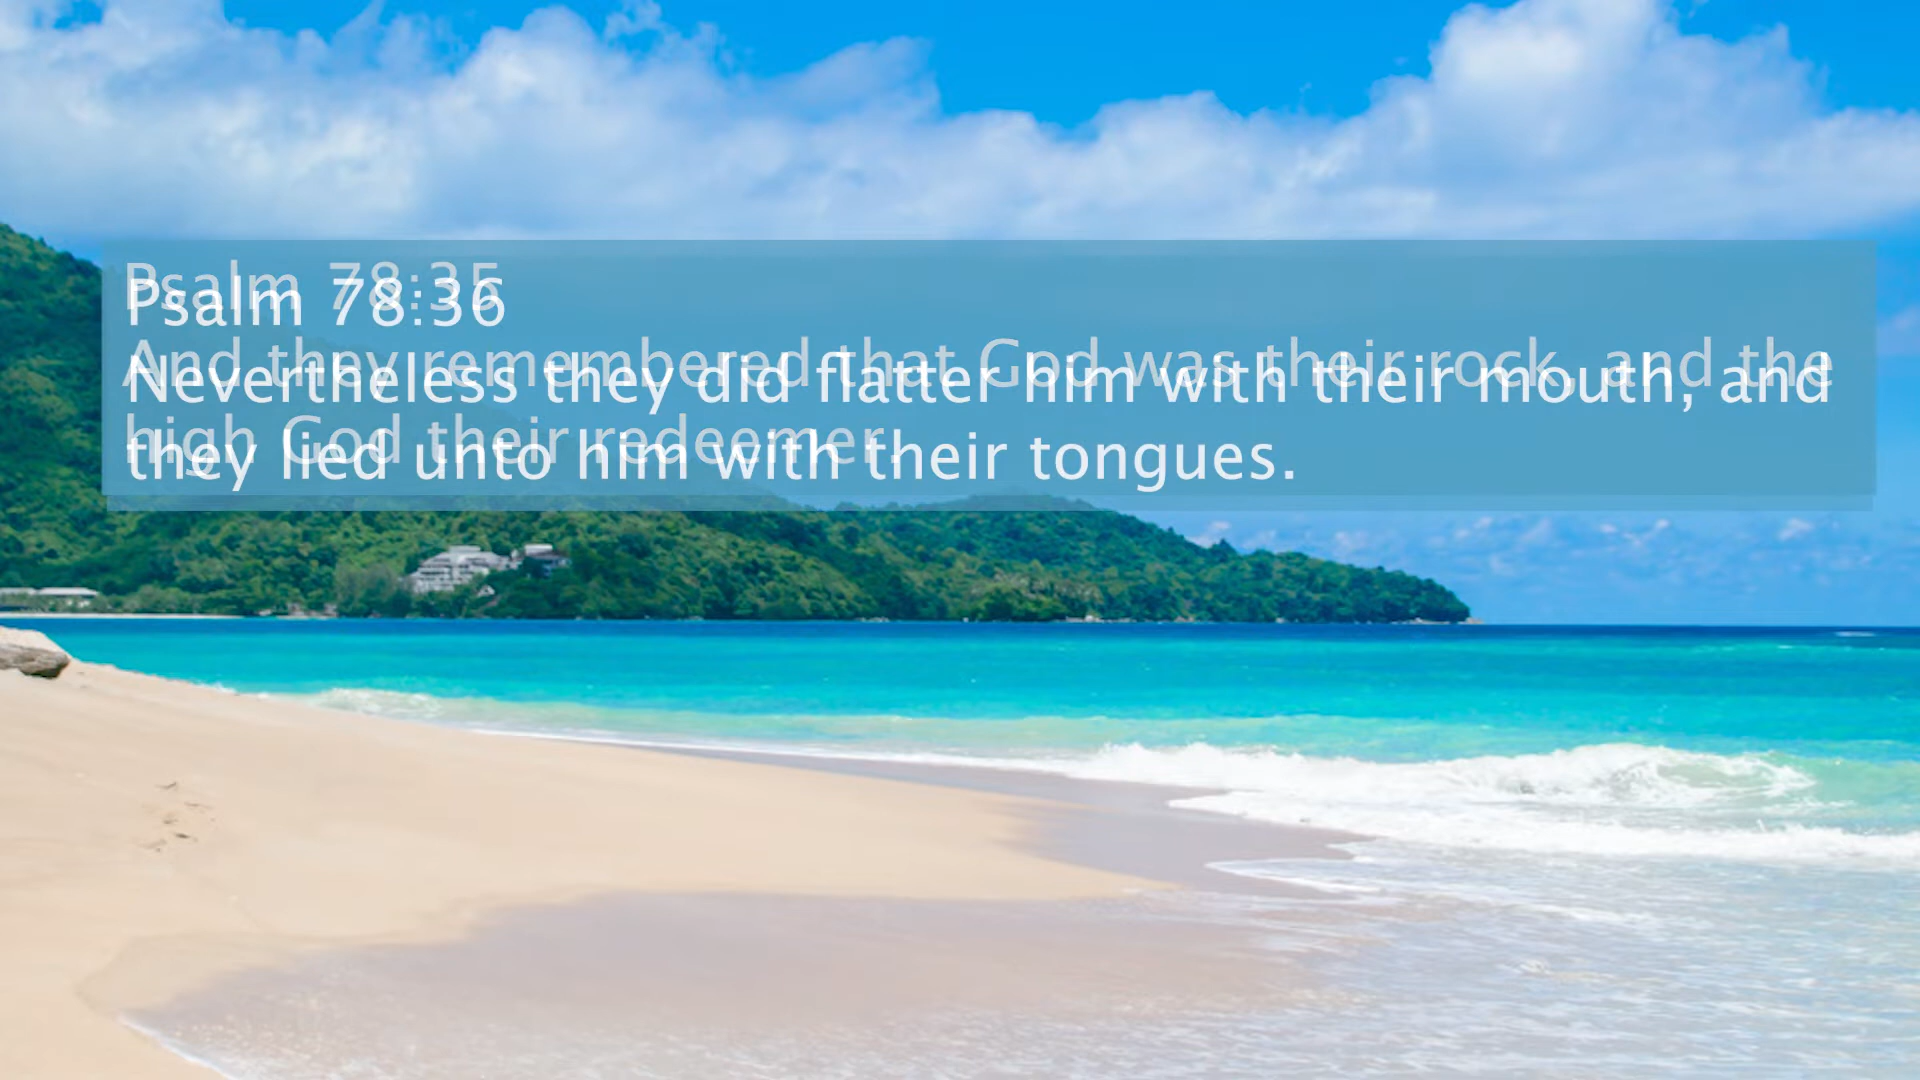 Psalm 78:35
And they remembered that God was their rock, and the
high God their redeemer.
Psalm 78:36
Nevertheless they did flatter him with their mouth, and
they lied unto him with their tongues.